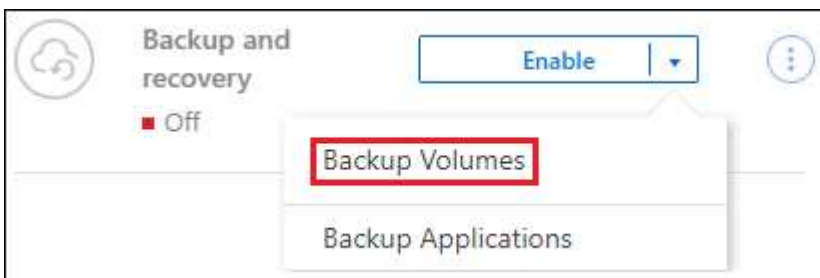 Backup and
recovery
Enable
Off
Backup Volumes
Backup Applications